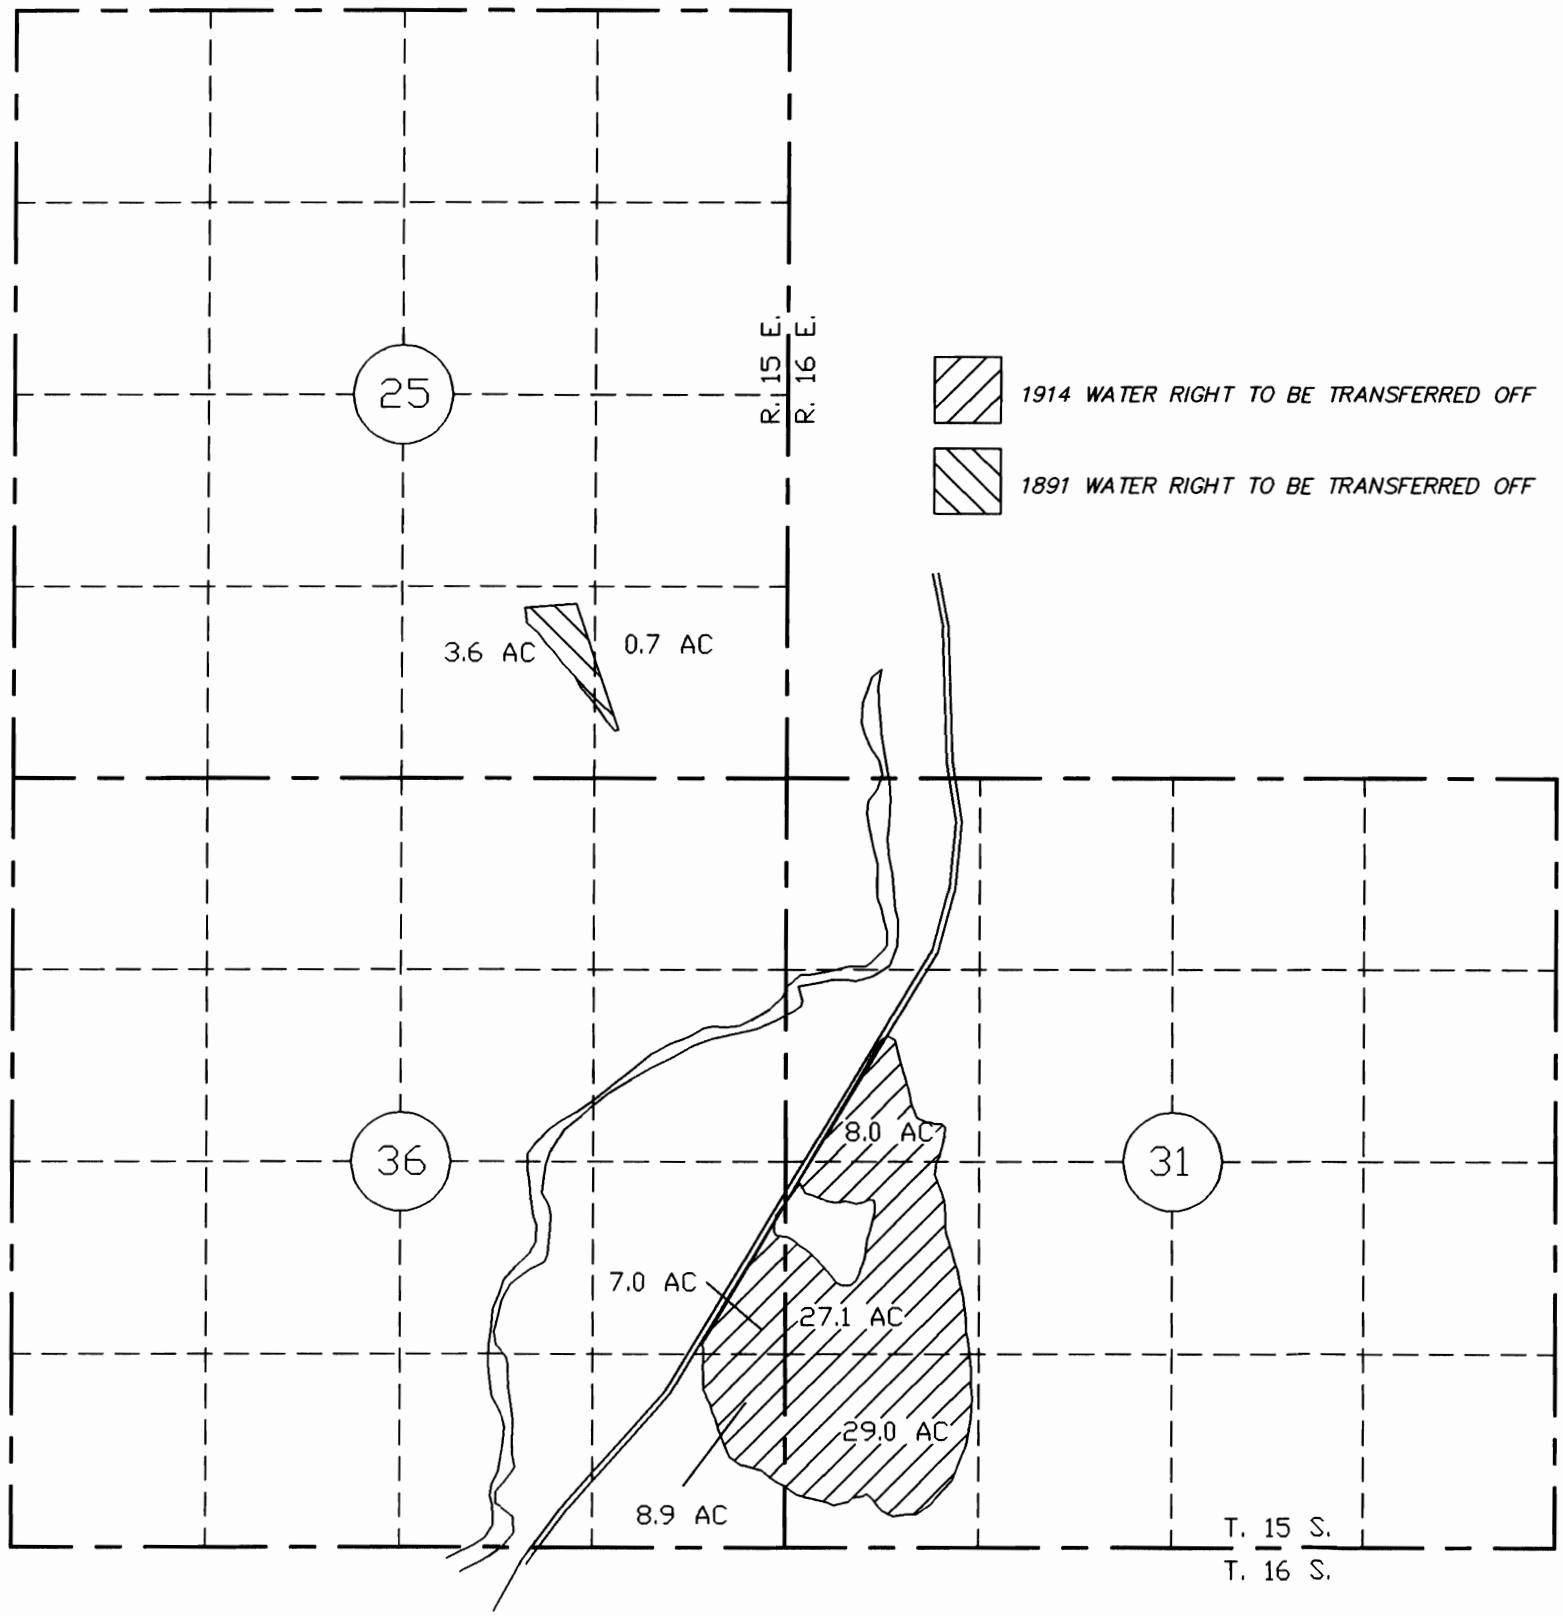 R. 15 E.
R. 16 E.
25
1914 WATER RIGHT TO BE TRANSFERRED OFF
1891 WATER RIGHT TO BE TRANSFERRED OFF
3.6 AC
0.7 AC
8.0 AC
36
31
7.0 AC
27.1 AC
29.0 AC
8.9 AC
T. 15 S.
T. 16 S.